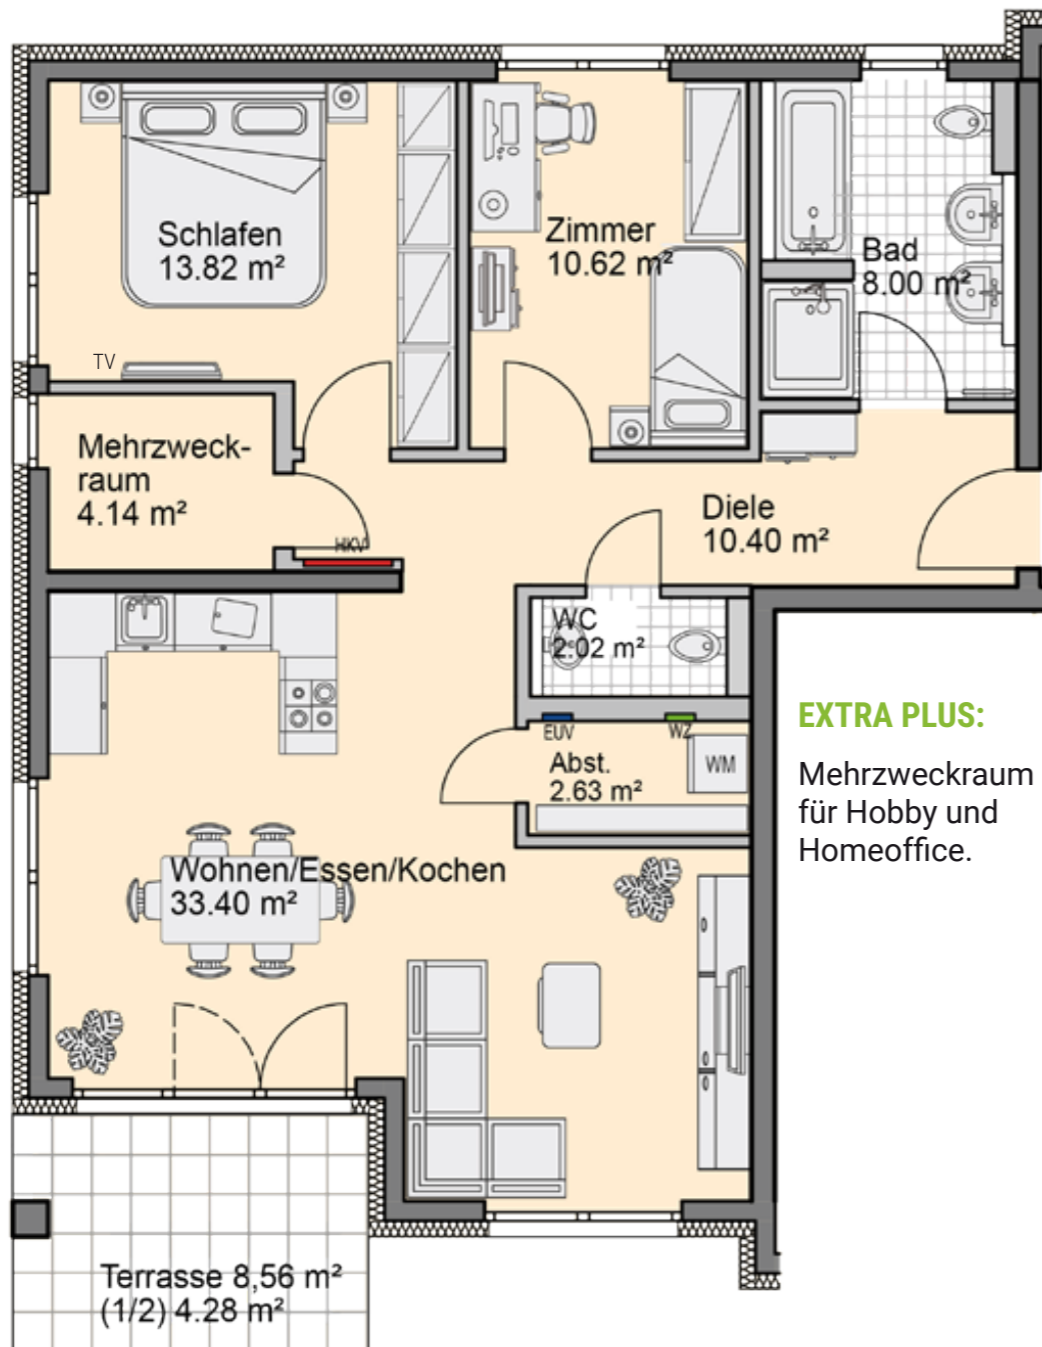 Schlafen
13.82 m²
Zimmer
10.62 m²
Bad
8.00 m²
TV
Mehrzweck-
raum
4.14 m²
HKV
Diele
10.40 m²
WC
2.02 m²
EUV
WZ
Abst.
2.63 m²
WM
EXTRA PLUS:
Mehrzweckraum
für Hobby und
Homeoffice.
Wohnen/Essen/Kochen
33.40 m²
Terrasse 8,56 m²
(1/2) 4.28 m²